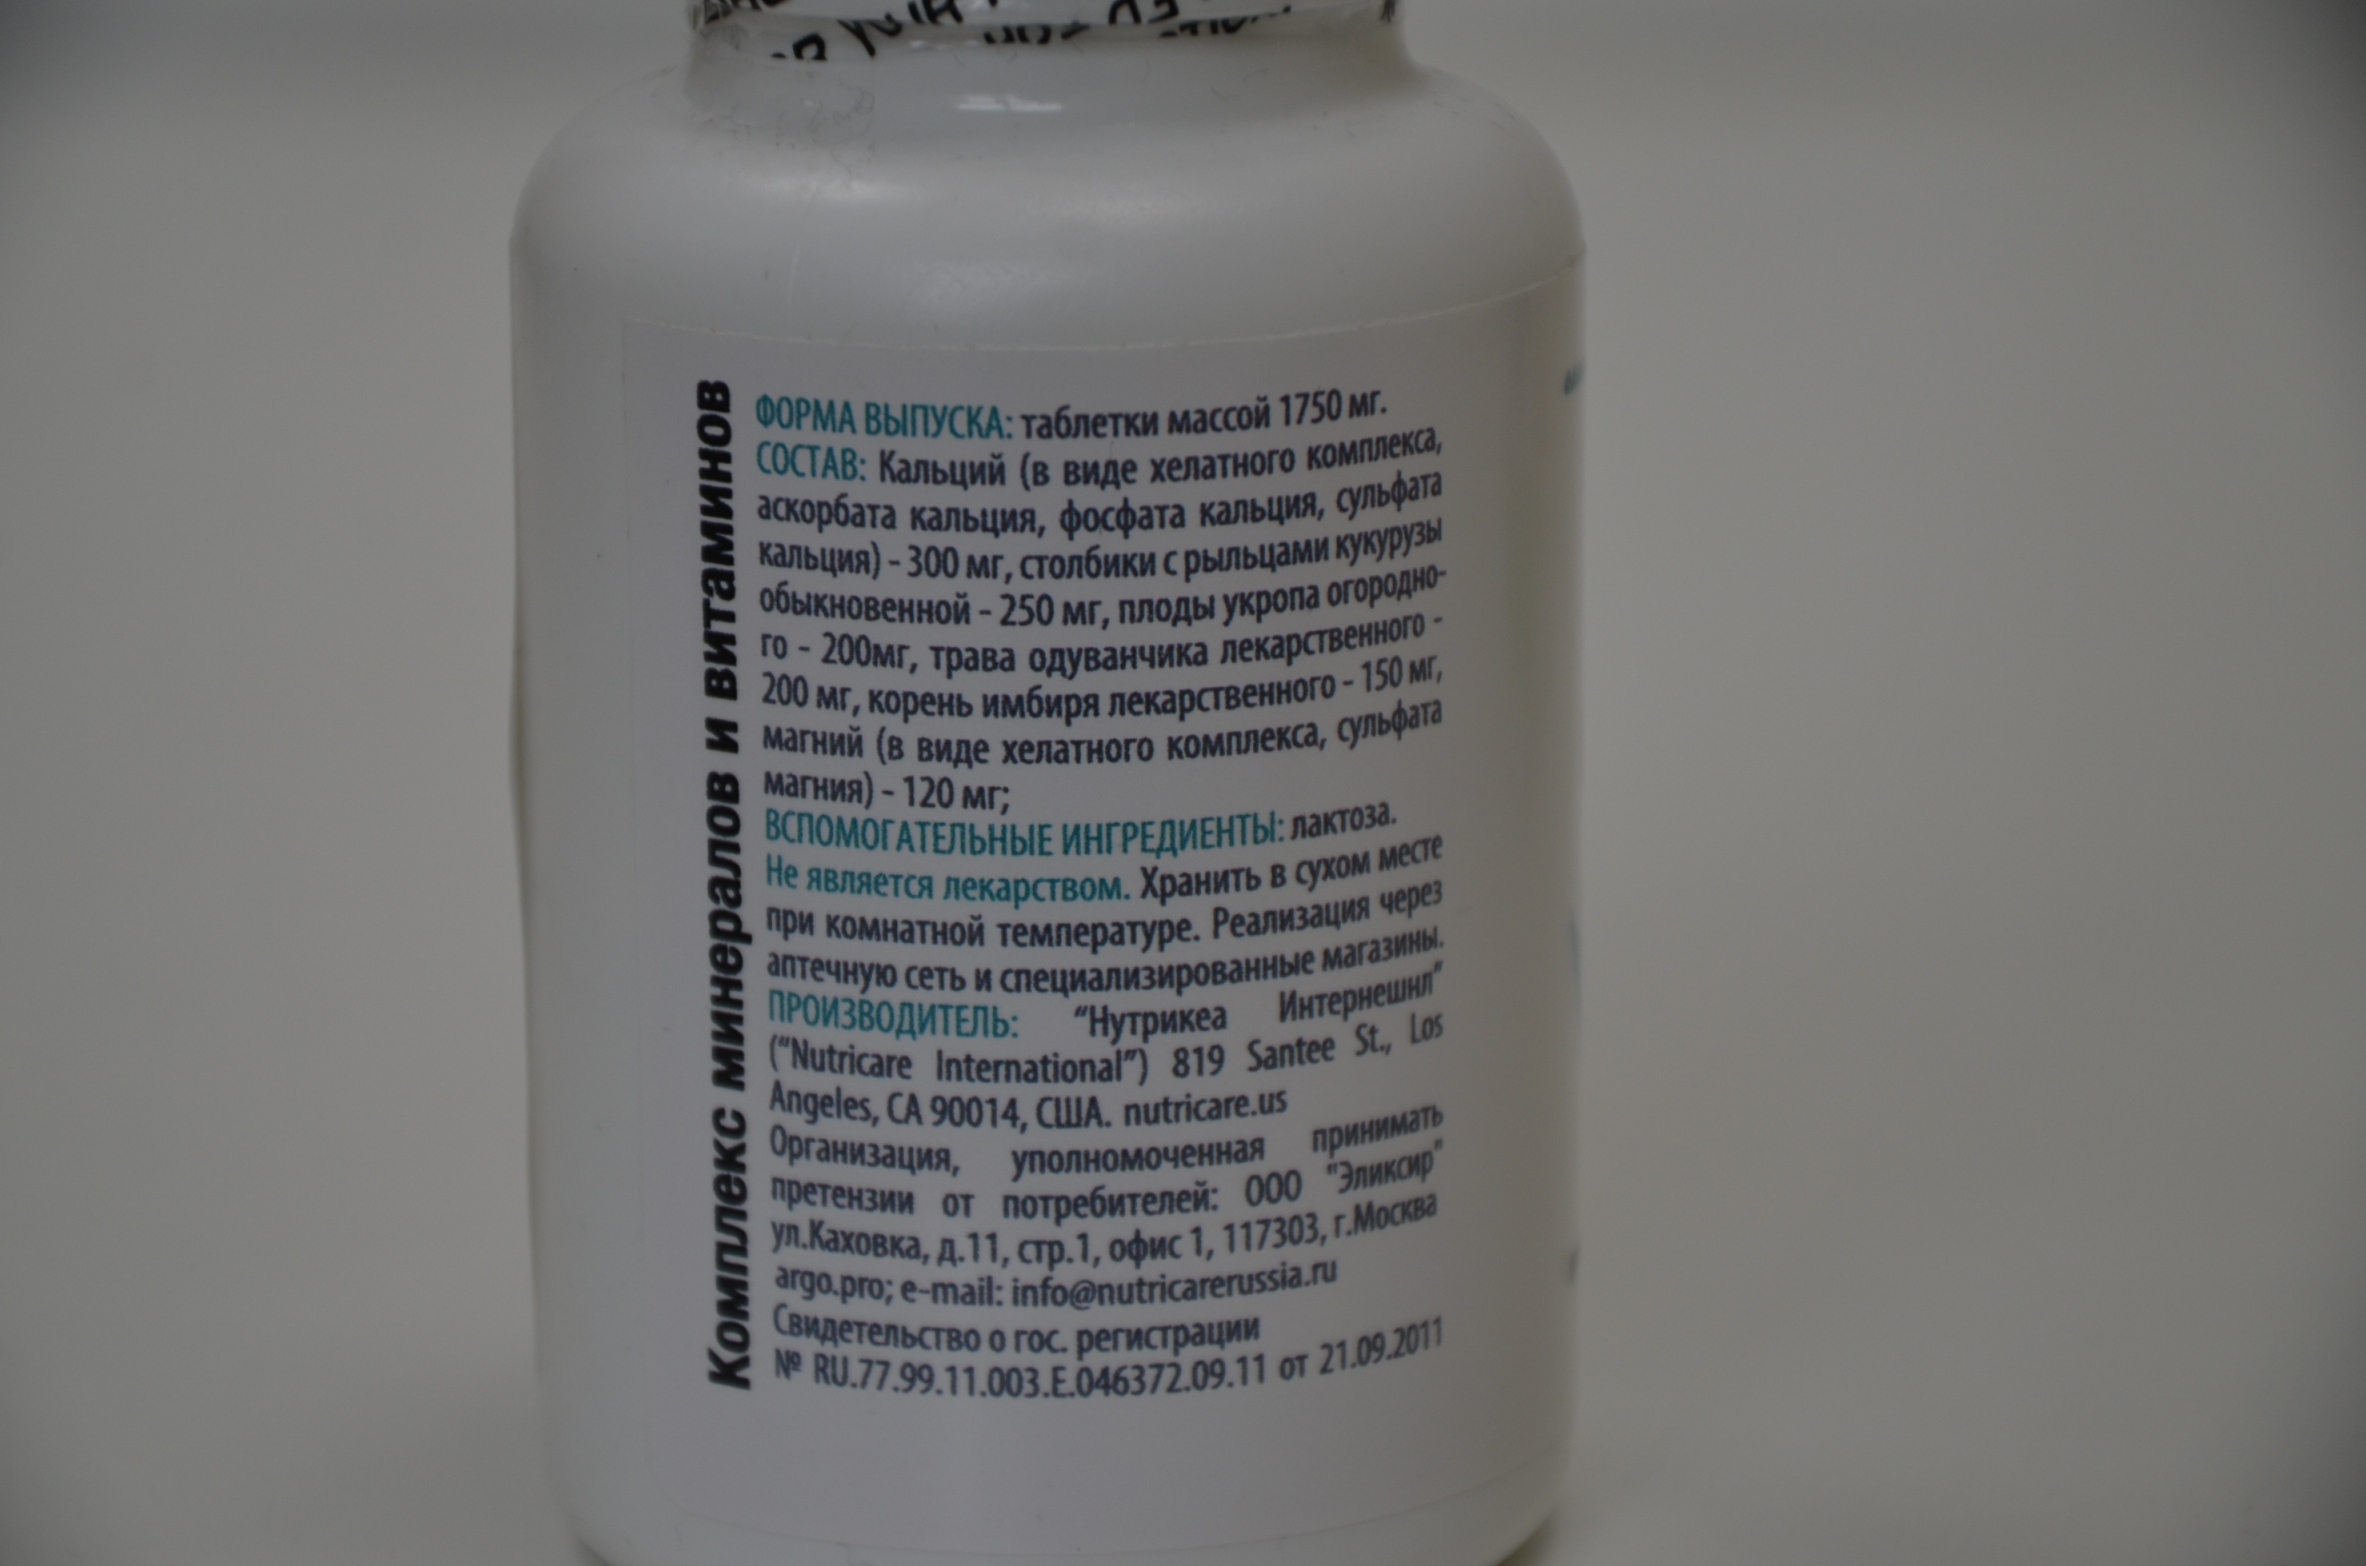 Комплекс минералов и витаминов
ФОРМА ВЫПУСКА: таблетки массой 1750 мг.
СОСТАВ: Кальций (в виде хелатного комплекса,
аскорбата кальция, фосфата кальция, сульфата
кальция) - 300 мг, столбики с рыльцами кукурузы
обыкновенной - 250 мг, плоды укропа огородно-
го - 200мг, трава одуванчика лекарственного -
200 мг, корень имбиря лекарственного - 150 мг,
магний (в виде хелатного комплекса, сульфата
магния) - 120 мг;
ВСПОМОГАТЕЛЬНЫЕ ИНГРЕДИЕНТЫ: лактоза.
Не является лекарством. Хранить в сухом месте
при комнатной температуре. Реализация через
аптечную сеть и специализированные магазины.
ПРОИЗВОДИТЕЛЬ: “Нутрикеа Интернешнл”
(“Nutricare International”) 819 Santee St., Los
Angeles, CA 90014, США. nutricare.us
Организация, уполномоченная принимать
претензии от потребителей: ООО "Эликсир"
ул.Каховка, д.11, стр.1, офис 1, 117303, г.Москва
argo.pro; e-mail: info@nutricarerussia.ru
Свидетельство о гос. регистрации
№ RU.77.99.11.003.Е.046372.09.11 от 21.09.2011